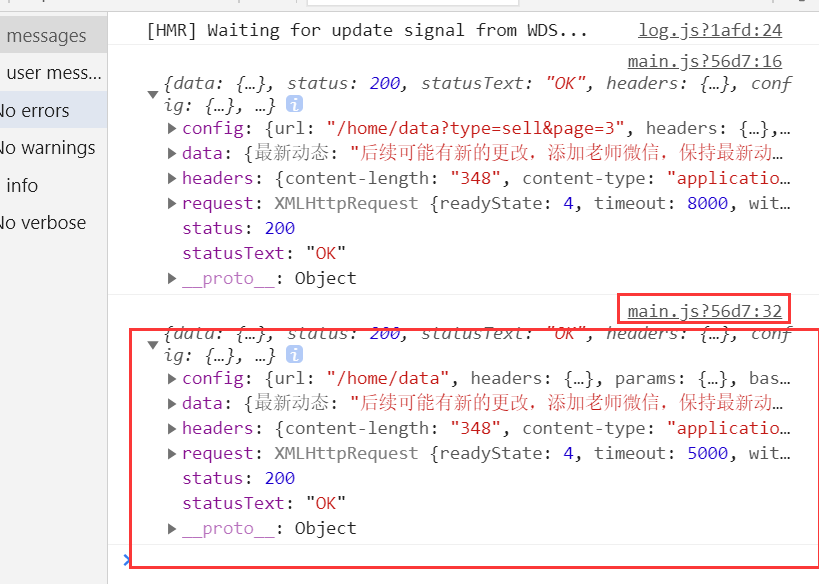 messages
user mess...
No errors
No warnings
info
No verbose
[HMR] Waiting for update signal from WDS... log.js?1afd:24
main.js?56d7:16
{data: {…}, status: 200, statusText: "OK", headers: {…}, conf
ig: {…}, …} i
config: {url: "/home/data?type=sell&page=3", headers: {…},…
data: {最新动态: "后续可能有新的更改，添加老师微信，保持最新动…
headers: {content-length: "348", content-type: "applicatio…
request: XMLHttpRequest {readyState: 4, timeout: 8000, wit…
status: 200
statusText: "OK"
__proto__: Object
main.js?56d7:32
{data: {…}, status: 200, statusText: "OK", headers: {…}, conf
ig: {…}, …} i
config: {url: "/home/data", headers: {…}, params: {…}, bas…
data: {最新动态: "后续可能有新的更改，添加老师微信，保持最新动…
headers: {content-length: "348", content-type: "applicatio…
request: XMLHttpRequest {readyState: 4, timeout: 5000, wit…
status: 200
statusText: "OK"
__proto__: Object